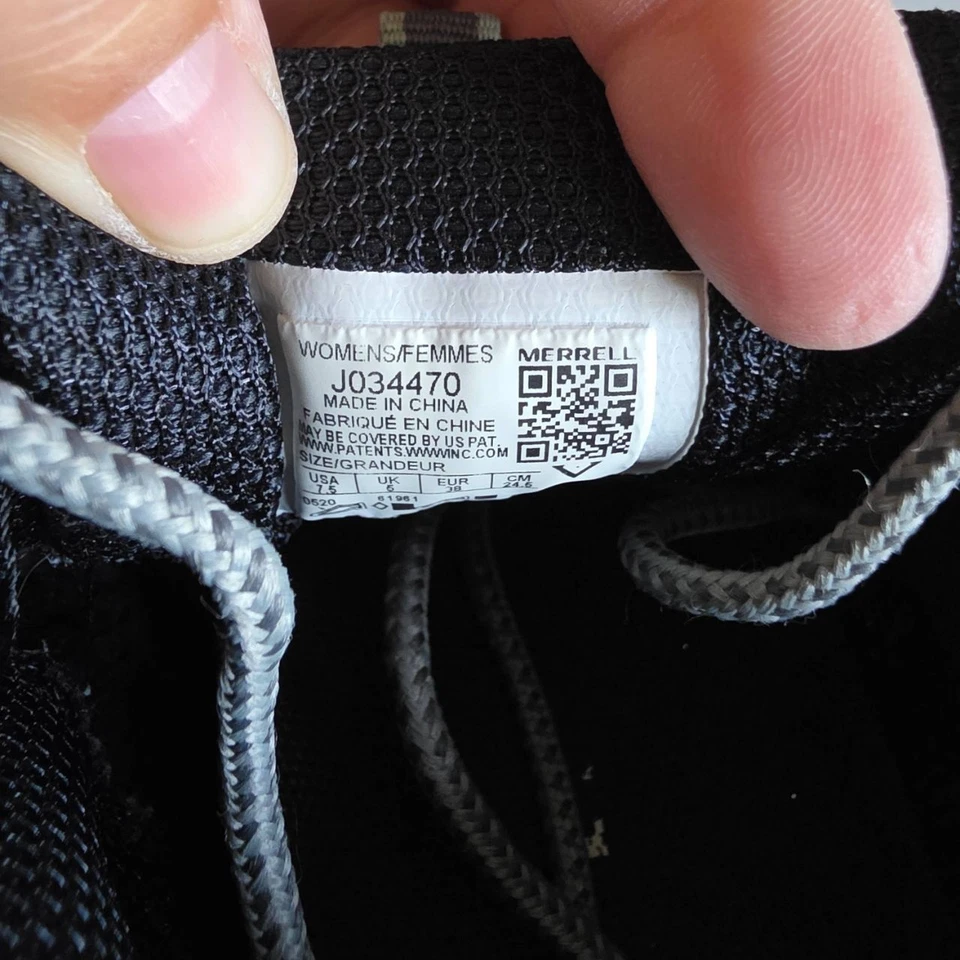 WOMENS/FEMMES MERRELL
J034470
MADE IN CHINA
FABRIQUÉ EN CHINE
MAY BE COVERED BY US PAT.
WWW.PATENTS.WWWINC.COM
SIZE/GRANDEUR
USA UK EUR CM
7.5 5 38 24.5
0520 61961